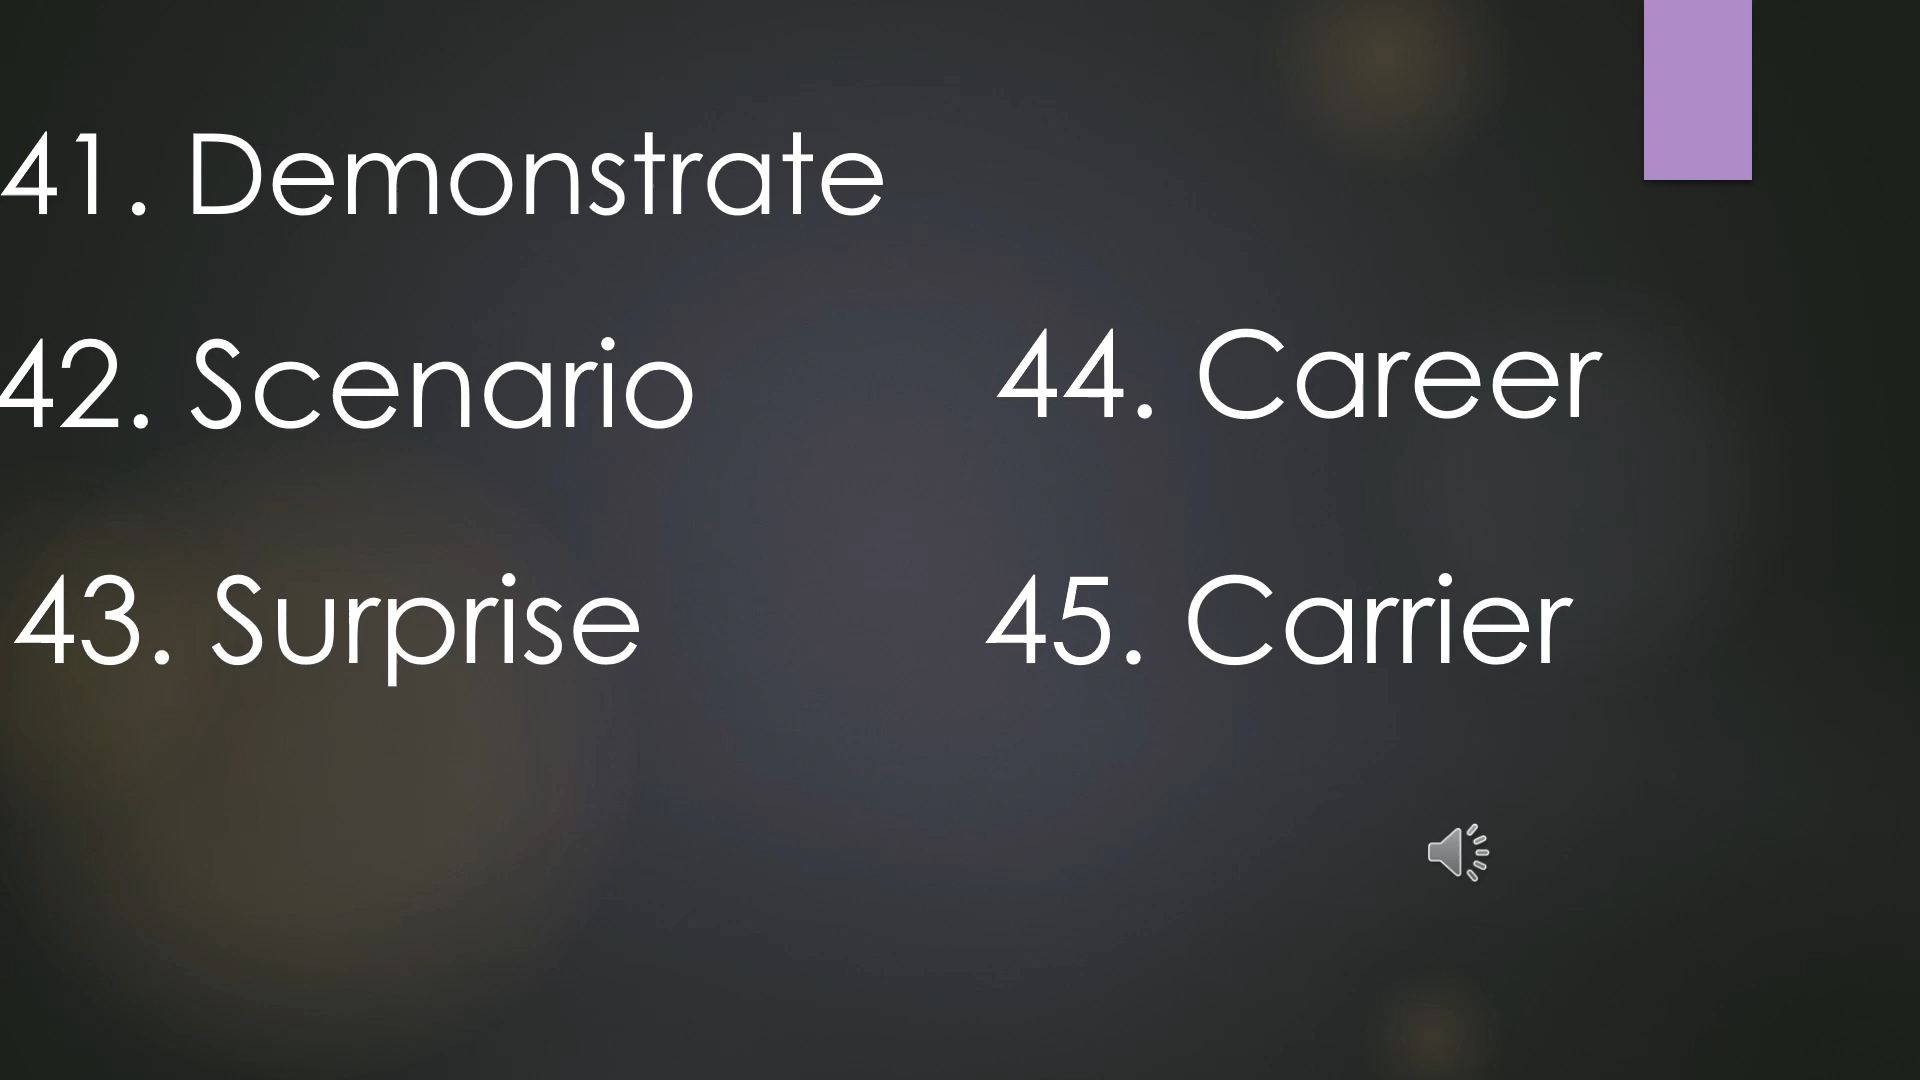 41. Demonstrate
42. Scenario
43. Surprise
44. Career
45. Carrier